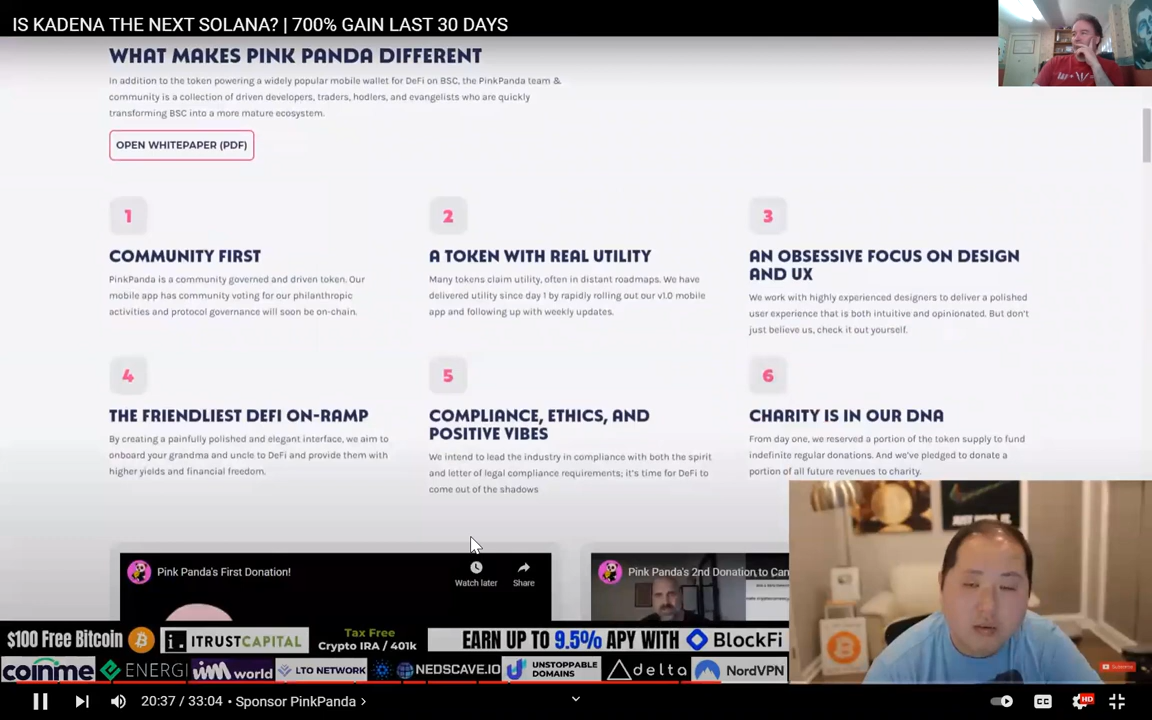 IS KADENA THE NEXT SOLANA? | 700% GAIN LAST 30 DAYS
WHAT MAKES PINK PANDA DIFFERENT
In addition to the token powering a widely popular mobile wallet for DeFi on BSC, the PinkPanda team &
community is a collection of driven developers, traders, hodlers, and evangelists who are quickly
transforming BSC into a more mature ecosystem.
OPEN WHITEPAPER (PDF)
1
COMMUNITY FIRST
PinkPanda is a community governed and driven token. Our
mobile app has community voting for our philanthropic
activities and protocol governance will soon be on-chain.
2
A TOKEN WITH REAL UTILITY
Many tokens claim utility, often in distant roadmaps. We have
delivered utility since day 1 by rapidly rolling out our v1.0 mobile
app and following up with weekly updates.
3
AN OBSESSIVE FOCUS ON DESIGN
AND UX
We work with highly experienced designers to deliver a polished
user experience that is both intuitive and opinionated. But don't
just believe us, check it out yourself.
4
THE FRIENDLIEST DEFI ON-RAMP
By creating a painfully polished and elegant interface, we aim to
onboard your grandma and uncle to DeFi and provide them with
higher yields and financial freedom.
5
COMPLIANCE, ETHICS, AND
POSITIVE VIBES
We intend to lead the industry in compliance with both the spirit
and letter of legal compliance requirements; it's time for DeFi to
come out of the shadows
6
CHARITY IS IN OUR DNA
From day one, we reserved a portion of the token supply to fund
indefinite regular donations. And we've pledged to donate a
portion of all future revenues to charity.
Pink Panda's First Donation!
Watch later
Share
Pink Panda's 2nd Donation to Can
$100 Free Bitcoin
ITRUSTCAPITAL
Tax Free
Crypto IRA / 401k
EARN UP TO 9.5% APY WITH BlockFi
coinme
ENERGI
world
LTO NETWORK
NEDSCAVE.IO
UNSTOPPABLE
DOMAINS
delta
NordVPN
Subscribe
20:37 / 33:04 • Sponsor PinkPanda >
CC
HD